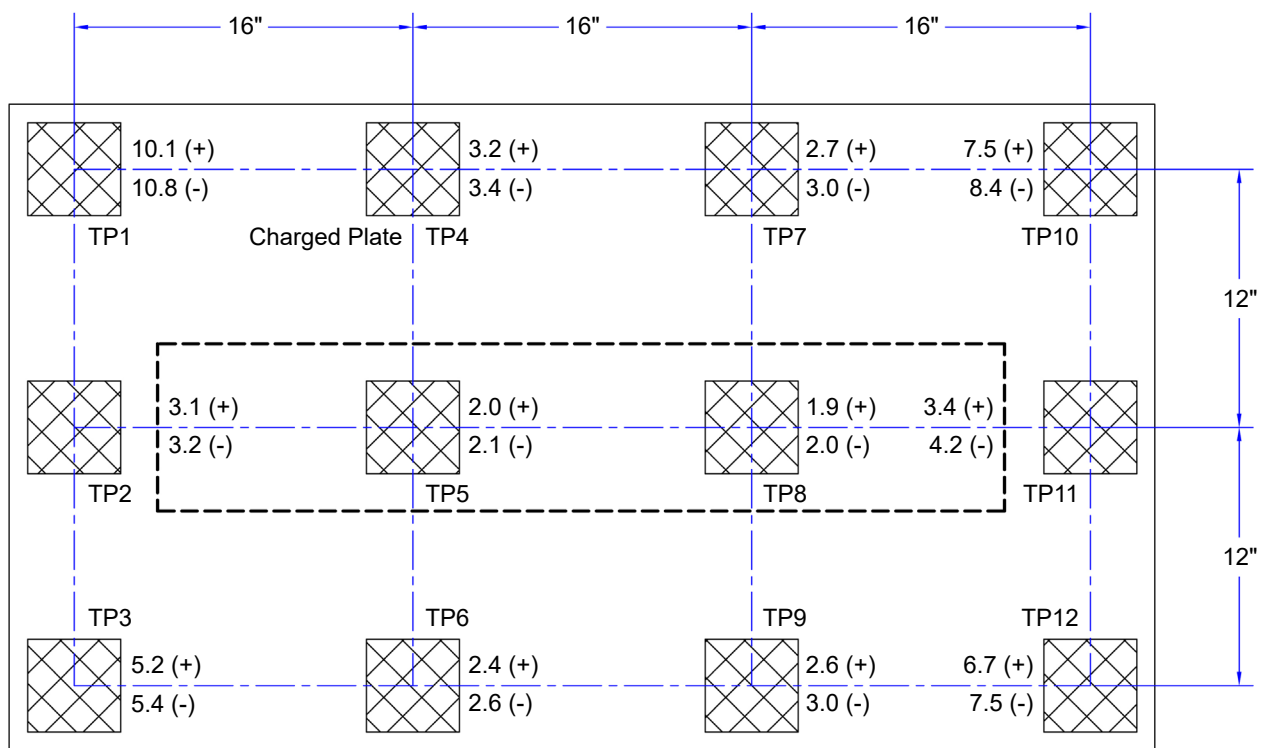 16" 16" 16"
10.1 (+) 3.2 (+) 2.7 (+) 7.5 (+)
10.8 (-) 3.4 (-) 3.0 (-) 8.4 (-)
TP1 Charged Plate TP4 TP7 TP10
12"
3.1 (+) 2.0 (+) 1.9 (+) 3.4 (+)
3.2 (-) 2.1 (-) 2.0 (-) 4.2 (-)
TP2 TP5 TP8 TP11
12"
TP3 TP6 TP9 TP12
5.2 (+) 2.4 (+) 2.6 (+) 6.7 (+)
5.4 (-) 2.6 (-) 3.0 (-) 7.5 (-)